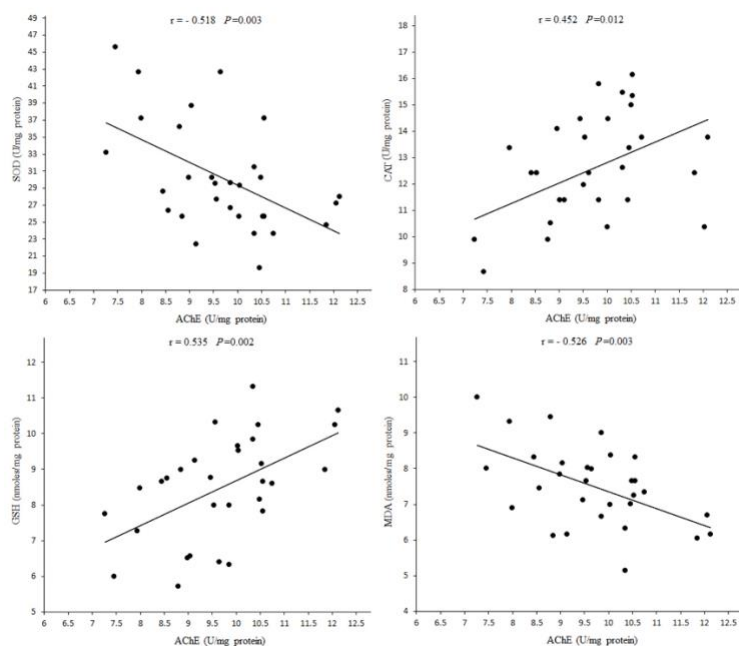 r = - 0.518 P=0.003
SOD (U/mg protein)
49
47
45
43
41
39
37
35
33
31
29
27
25
23
21
19
17
6 6.5 7 7.5 8 8.5 9 9.5 10 10.5 11 11.5 12 12.5 13
AChE (U/mg protein)
r = 0.452 P=0.012
CAT (U/mg protein)
18
17
16
15
14
13
12
11
10
9
8
6 6.5 7 7.5 8 8.5 9 9.5 10 10.5 11 11.5 12 12.5 13
AChE (U/mg protein)
r = 0.535 P=0.002
GSH (nmoles/mg protein)
12
11
10
9
8
7
6
5
6 6.5 7 7.5 8 8.5 9 9.5 10 10.5 11 11.5 12 12.5 13
AChE (U/mg protein)
r = - 0.526 P=0.003
MDA (nmoles/mg protein)
11
10
9
8
7
6
5
4
6 6.5 7 7.5 8 8.5 9 9.5 10 10.5 11 11.5 12 12.5 13
AChE (U/mg protein)